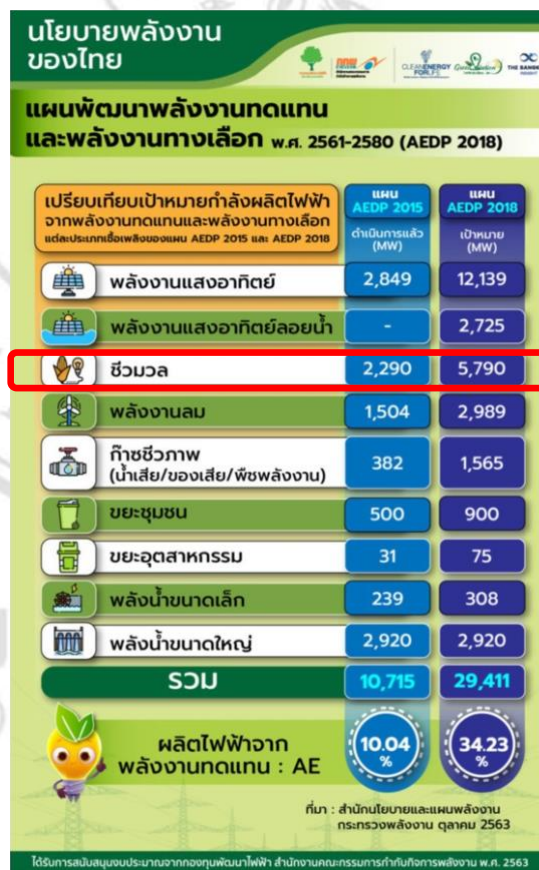 นโยบายพลังงาน
ของไทย
กกพ.
CLEANENERGY
FORLIFE
THE BANGKOK
INSIGHT
แผนพัฒนาพลังงานทดแทน
และพลังงานทางเลือก พ.ศ. 2561-2580 (AEDP 2018)
เปรียบเทียบเป้าหมายกำลังผลิตไฟฟ้า
จากพลังงานทดแทนและพลังงานทางเลือก
แต่ละประเภทเชื้อเพลิงของแผน AEDP 2015 และ AEDP 2018
แผน
AEDP 2015
ดำเนินการแล้ว
(MW)
แผน
AEDP 2018
เป้าหมาย
(MW)
พลังงานแสงอาทิตย์ 2,849 12,139
พลังงานแสงอาทิตย์ลอยน้ำ - 2,725
ชีวมวล 2,290 5,790
พลังงานลม 1,504 2,989
ก๊าซชีวภาพ
(น้ำเสีย/ของเสีย/พืชพลังงาน) 382 1,565
ขยะชุมชน 500 900
ขยะอุตสาหกรรม 31 75
พลังน้ำขนาดเล็ก 239 308
พลังน้ำขนาดใหญ่ 2,920 2,920
รวม 10,715 29,411
ผลิตไฟฟ้าจาก
พลังงานทดแทน : AE
10.04
%
34.23
%
ที่มา : สำนักนโยบายและแผนพลังงาน
กระทรวงพลังงาน ตุลาคม 2563
ได้รับการสนับสนุนงบประมาณจากกองทุนพัฒนาไฟฟ้า สำนักงานคณะกรรมการกำกับกิจการพลังงาน พ.ศ. 2563